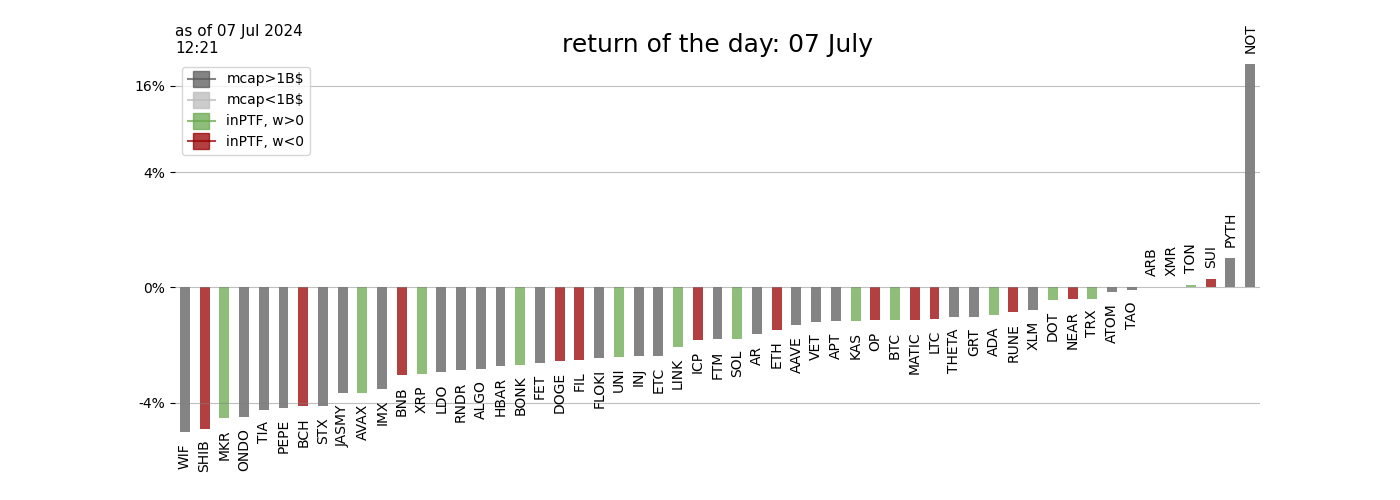 as of 07 Jul 2024
12:21
return of the day: 07 July
mcap>1B$
mcap<1B$
inPTF, w>0
inPTF, w<0
16%
4%
0%
-4%
WIF
SHIB
MKR
ONDO
TIA
PEPE
BCH
STX
JASMY
AVAX
IMX
BNB
XRP
LDO
RNDR
ALGO
HBAR
BONK
FET
DOGE
FIL
FLOKI
UNI
INJ
ETC
LINK
ICP
FTM
SOL
AR
ETH
AAVE
VET
APT
KAS
OP
BTC
MATIC
LTC
THETA
GRT
ADA
RUNE
XLM
DOT
NEAR
TRX
ATOM
TAO
ARB
XMR
TON
SUI
PYTH
NOT